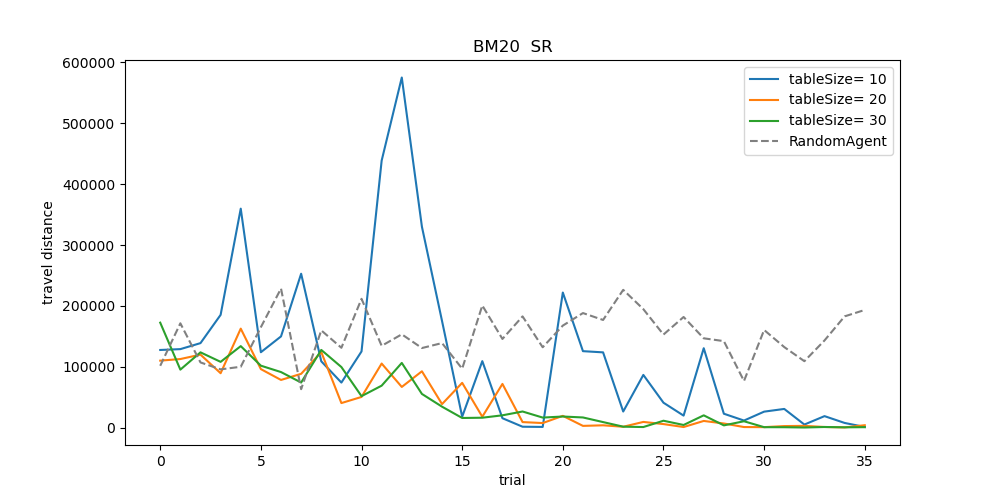 BM20  SR
600000
500000
400000
300000
200000
100000
0
travel distance
tableSize= 10
tableSize= 20
tableSize= 30
RandomAgent
0 5 10 15 20 25 30 35
trial